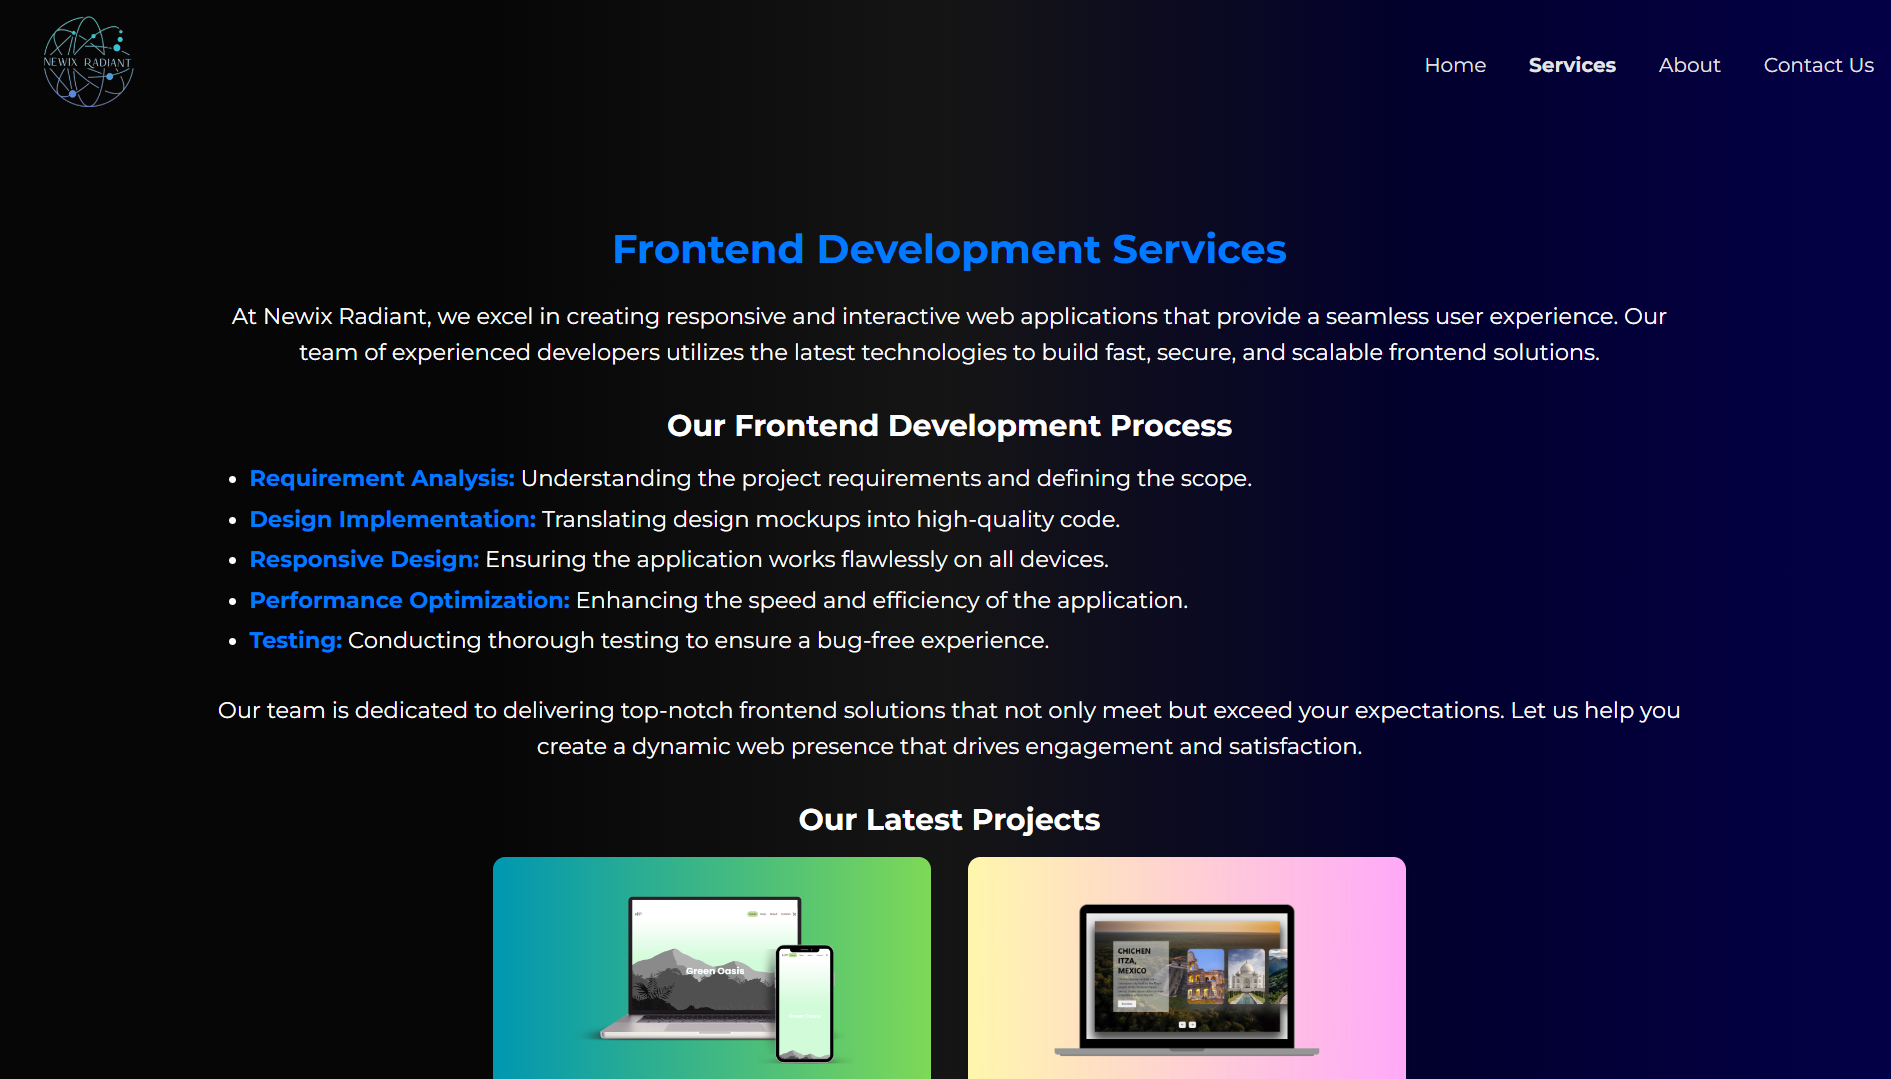 NEWIX RADIANT
Home Services About Contact Us
Frontend Development Services
At Newix Radiant, we excel in creating responsive and interactive web applications that provide a seamless user experience. Our
team of experienced developers utilizes the latest technologies to build fast, secure, and scalable frontend solutions.
Our Frontend Development Process
• Requirement Analysis: Understanding the project requirements and defining the scope.
• Design Implementation: Translating design mockups into high-quality code.
• Responsive Design: Ensuring the application works flawlessly on all devices.
• Performance Optimization: Enhancing the speed and efficiency of the application.
• Testing: Conducting thorough testing to ensure a bug-free experience.
Our team is dedicated to delivering top-notch frontend solutions that not only meet but exceed your expectations. Let us help you
create a dynamic web presence that drives engagement and satisfaction.
Our Latest Projects
Green Oasis
Green Oasis
CHICHEN
ITZA,
MEXICO